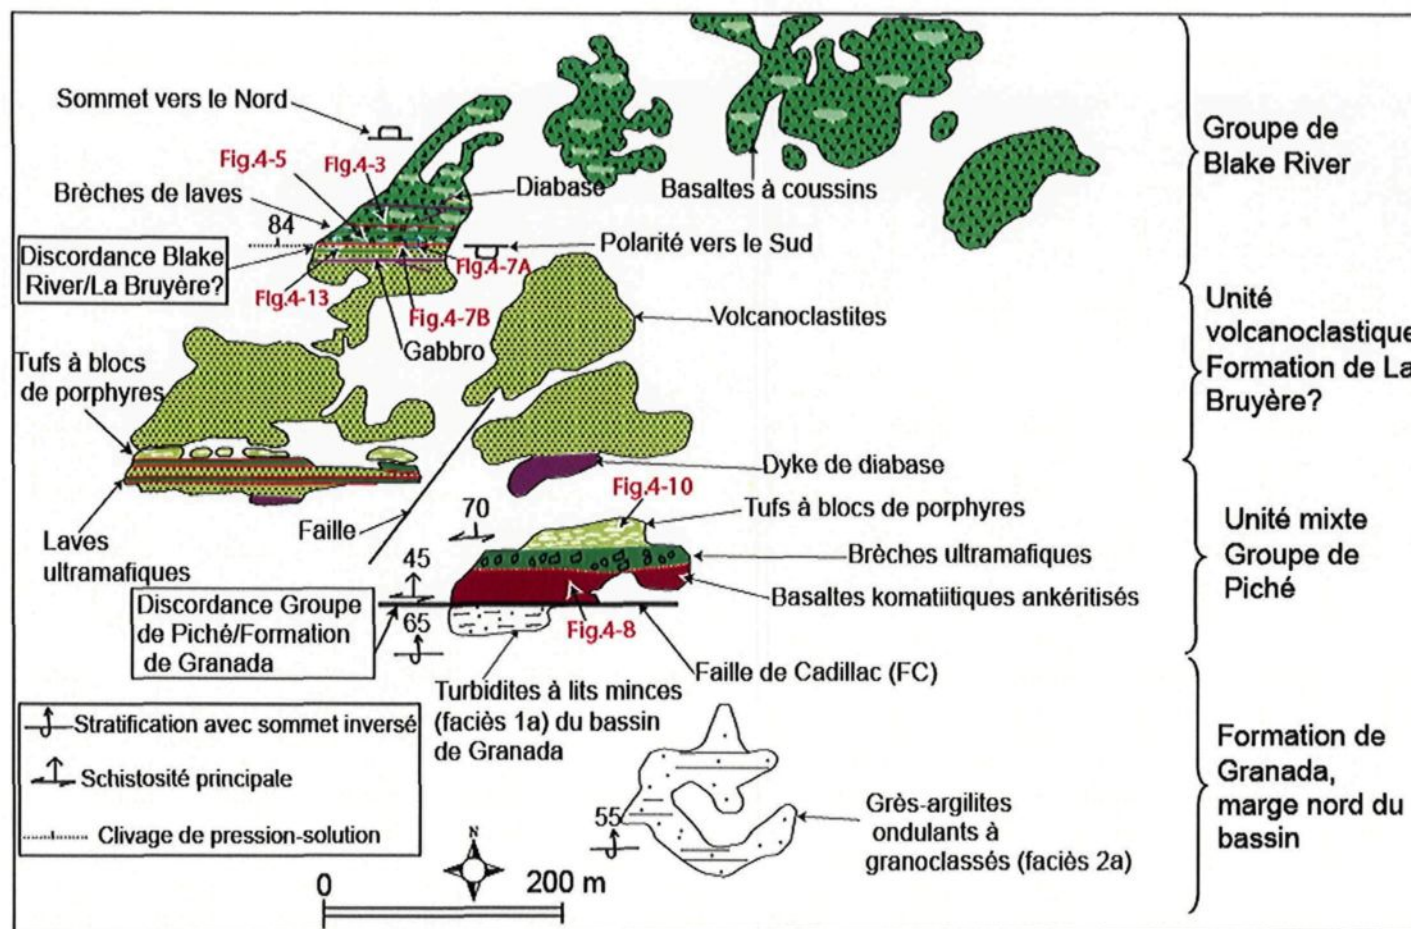 Sommet vers le Nord
Fig.4-5
FIg.4-3
Brèches de laves
Diabase
Basaltes à coussins
Groupe de
Blake River
84
Discordance Blake
River/La Bruyère?
Polarité vers le Sud
FIg.4-7A
FIg.4-13
FIg.4-7B
Gabbro
Volcanoclastites
Unité
volcanoclastique
Formation de La
Bruyère?
Tufs à blocs
de porphyres
Dyke de diabase
Fig.4-10
Tufs à blocs de porphyres
Faille
70
Laves
ultramafiques
45
Brèches ultramafiques
Basaltes komatiitiques ankéritisés
Unité mixte
Groupe de
Piché
Discordance Groupe
de Piché/Formation
de Granada
65
Fig.4-8
Faille de Cadillac (FC)
Turbidites à lits minces
(faciès 1a) du bassin
de Granada
Stratification avec sommet inversé
Schistosité principale
Clivage de pression-solution
Formation de
Granada,
marge nord du
bassin
55
Grès-argilites
ondulants à
granoclassés (faciès 2a)
N
0
200 m